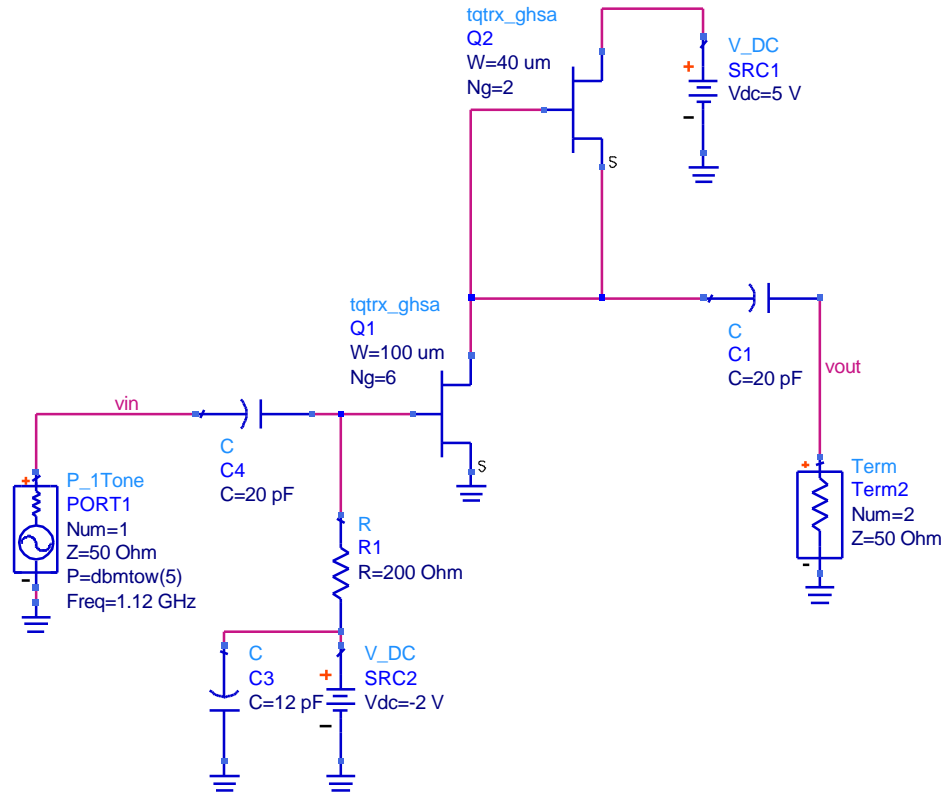 tqtrx_ghsa
Q2
W=40 um
Ng=2
V_DC
SRC1
Vdc=5 V
+
-
S
tqtrx_ghsa
Q1
W=100 um
Ng=6
S
C
C1
C=20 pF
vout
vin
C
C4
C=20 pF
+
P_1Tone
PORT1
Num=1
Z=50 Ohm
P=dbmtow(5)
Freq=1.12 GHz
-
R
R1
R=200 Ohm
+
Term
Term2
Num=2
Z=50 Ohm
-
C
C3
C=12 pF
+
V_DC
SRC2
Vdc=-2 V
-